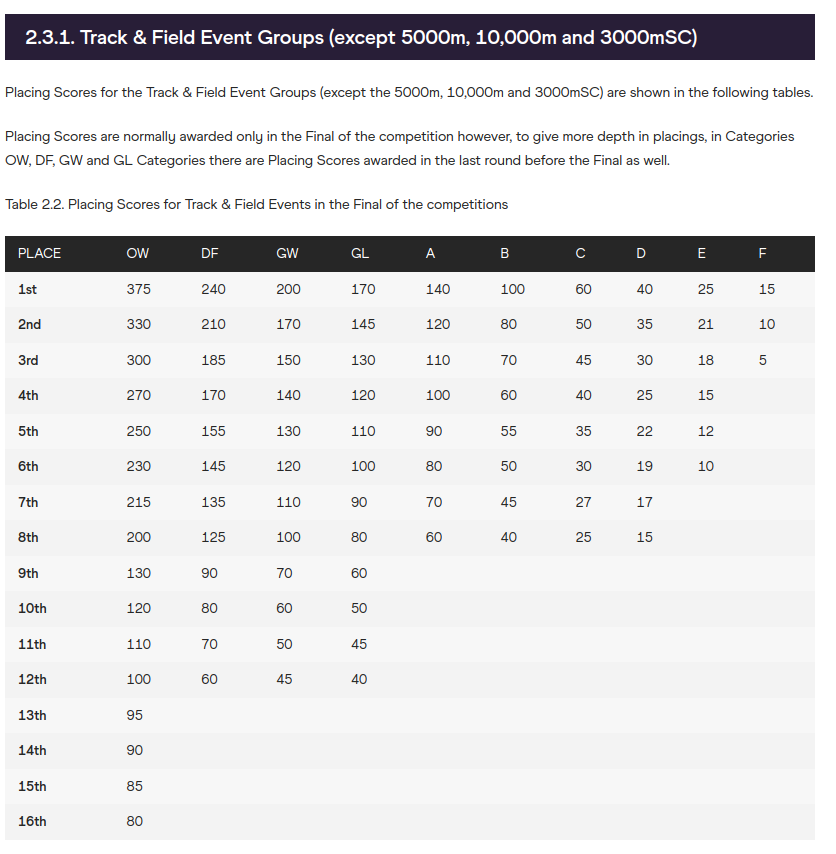 2.3.1. Track & Field Event Groups (except 5000m, 10,000m and 3000mSC)
Placing Scores for the Track & Field Event Groups (except the 5000m, 10,000m and 3000mSC) are shown in the following tables.
Placing Scores are normally awarded only in the Final of the competition however, to give more depth in placings, in Categories
OW, DF, GW and GL Categories there are Placing Scores awarded in the last round before the Final as well.
Table 2.2. Placing Scores for Track & Field Events in the Final of the competitions
PLACE OW DF GW GL A B C D E F
1st 375 240 200 170 140 100 60 40 25 15
2nd 330 210 170 145 120 80 50 35 21 10
3rd 300 185 150 130 110 70 45 30 18 5
4th 270 170 140 120 100 60 40 25 15
5th 250 155 130 110 90 55 35 22 12
6th 230 145 120 100 80 50 30 19 10
7th 215 135 110 90 70 45 27 17
8th 200 125 100 80 60 40 25 15
9th 130 90 70 60
10th 120 80 60 50
11th 110 70 50 45
12th 100 60 45 40
13th 95
14th 90
15th 85
16th 80